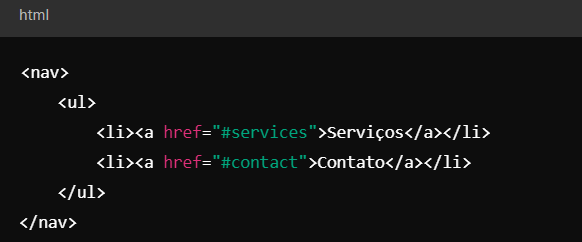 html
<nav>
    <ul>
        <li><a href="#services">Serviços</a></li>
        <li><a href="#contact">Contato</a></li>
    </ul>
</nav>